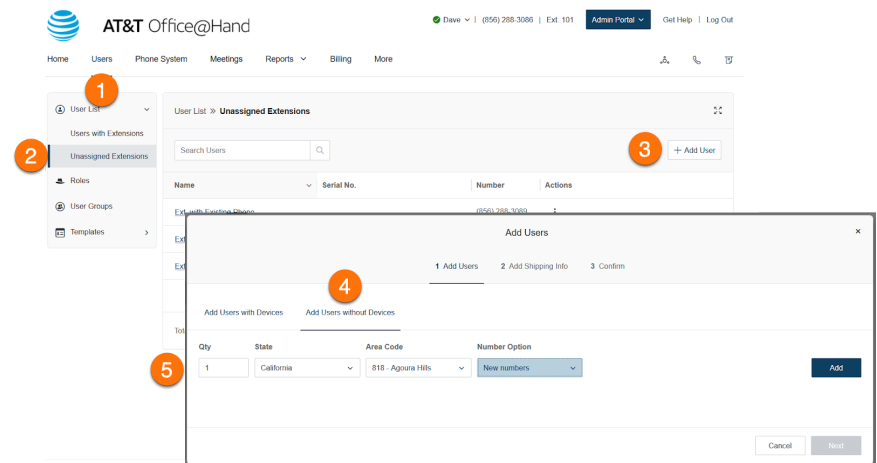 AT&T Office@Hand
Dave | (856) 288-3086 | Ext. 101 Admin Portal Get Help | Log Out
Home Users Phone System Meetings Reports Billing More
1
User List
User List » Unassigned Extensions
Users with Extensions
2 Unassigned Extensions
Search Users
3 + Add User
Roles
Name Serial No. Number Actions
User Groups
Ext. with Existing Phone (856) 288-3089
Templates
Ext
Ext
Tot
Add Users ×
1 Add Users 2 Add Shipping Info 3 Confirm
4
Add Users with Devices Add Users without Devices
Qty State Area Code Number Option
5 1 California 818 - Agoura Hills New numbers Add
Cancel Next